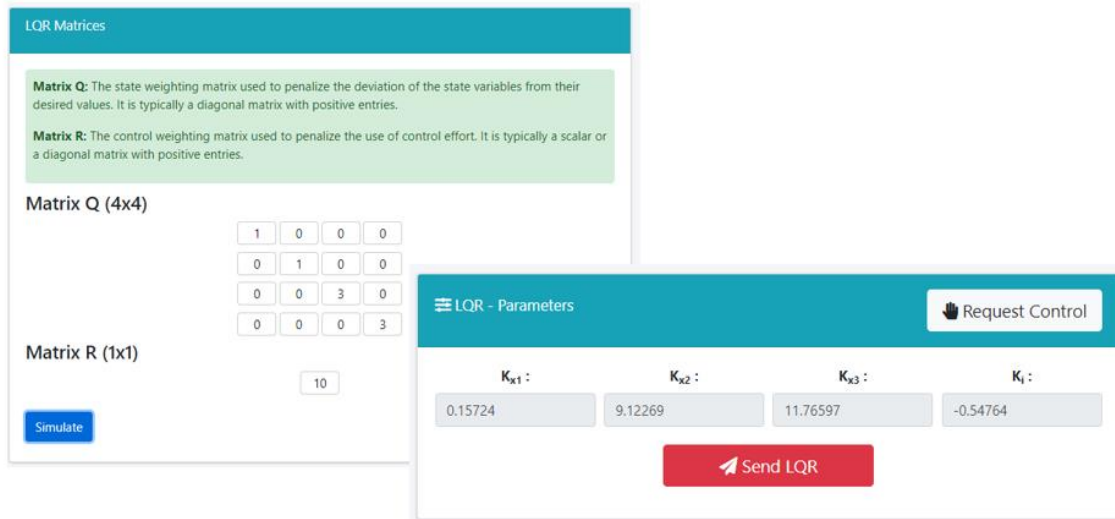 LQR Matrices
Matrix Q: The state weighting matrix used to penalize the deviation of the state variables from their
desired values. It is typically a diagonal matrix with positive entries.
Matrix R: The control weighting matrix used to penalize the use of control effort. It is typically a scalar or
a diagonal matrix with positive entries.
Matrix Q (4x4)
1 0 0 0
0 1 0 0
0 0 3 0
0 0 0 3
Matrix R (1x1)
10
Simulate
LQR - Parameters
Request Control
Kx1 : Kx2 : Kx3 : Ki :
0.15724 9.12269 11.76597 -0.54764
Send LQR